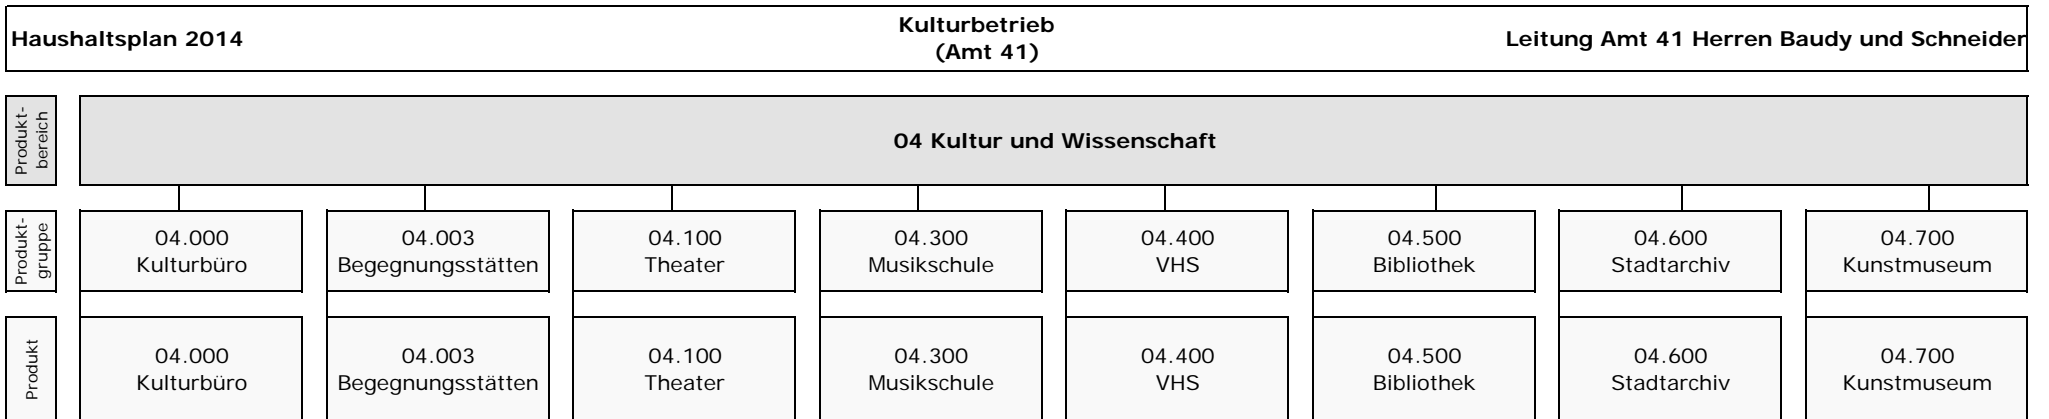 Haushaltsplan 2014
Kulturbetrieb
(Amt 41)
Leitung Amt 41 Herren Baudy und Schneider
Produkt-
bereich
04 Kultur und Wissenschaft
Produkt-
gruppe
04.000
Kulturbüro
04.003
Begegnungsstätten
04.100
Theater
04.300
Musikschule
04.400
VHS
04.500
Bibliothek
04.600
Stadtarchiv
04.700
Kunstmuseum
Produkt
04.000
Kulturbüro
04.003
Begegnungsstätten
04.100
Theater
04.300
Musikschule
04.400
VHS
04.500
Bibliothek
04.600
Stadtarchiv
04.700
Kunstmuseum